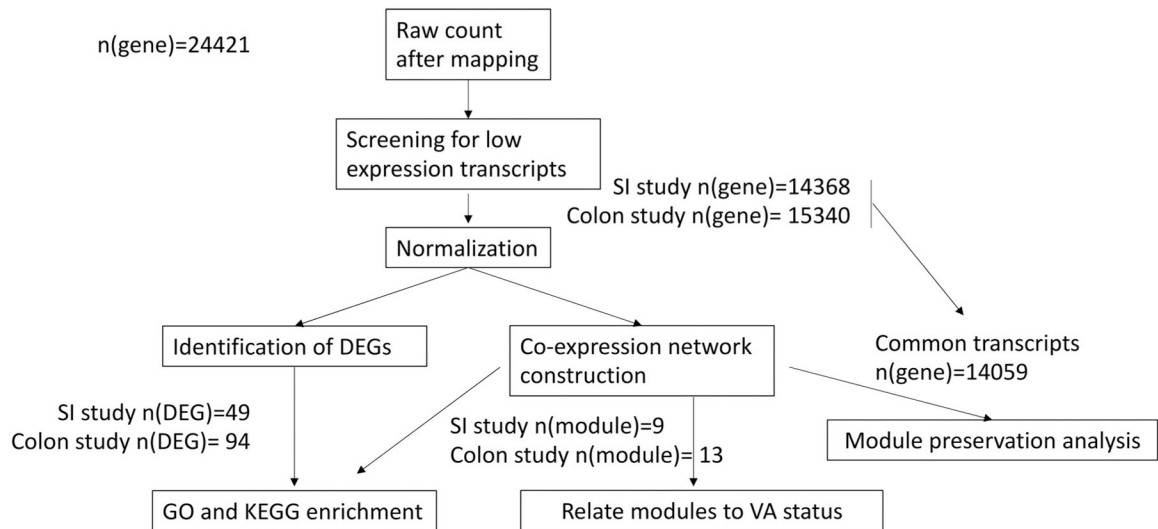 n(gene)=24421
Raw count
after mapping
Screening for low
expression transcripts
SI study n(gene)=14368
Colon study n(gene)= 15340
Normalization
Identification of DEGs
Co-expression network
construction
Common transcripts
n(gene)=14059
SI study n(DEG)=49
Colon study n(DEG)= 94
SI study n(module)=9
Colon study n(module)= 13
Module preservation analysis
GO and KEGG enrichment
Relate modules to VA status